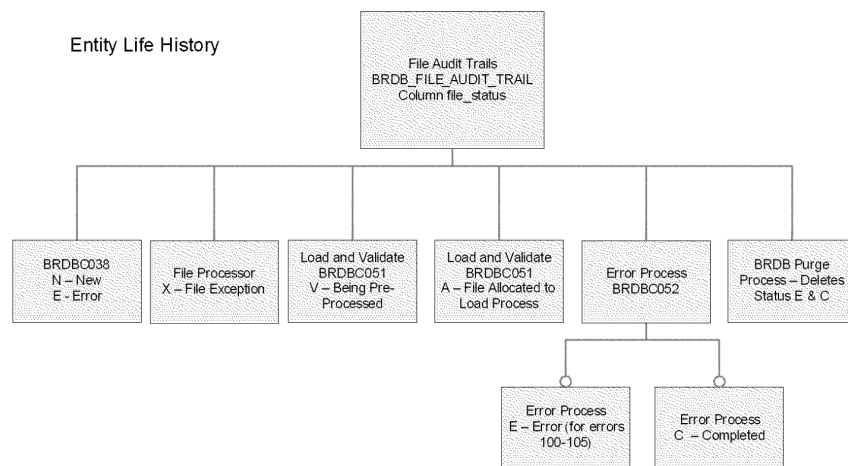 Entity Life History
File Audit Trails
BRDB_FILE_AUDIT_TRAIL
Column file_status
BRDBC038
N – New
E - Error
File Processor
X – File Exception
Load and Validate
BRDBC051
V – Being Pre-
Processed
Load and Validate
BRDBC051
A – File Allocated to
Load Process
Error Process
BRDBC052
BRDB Purge
Process – Deletes
Status E & C
Error Process
E – Error (for errors
100-105)
Error Process
C – Completed